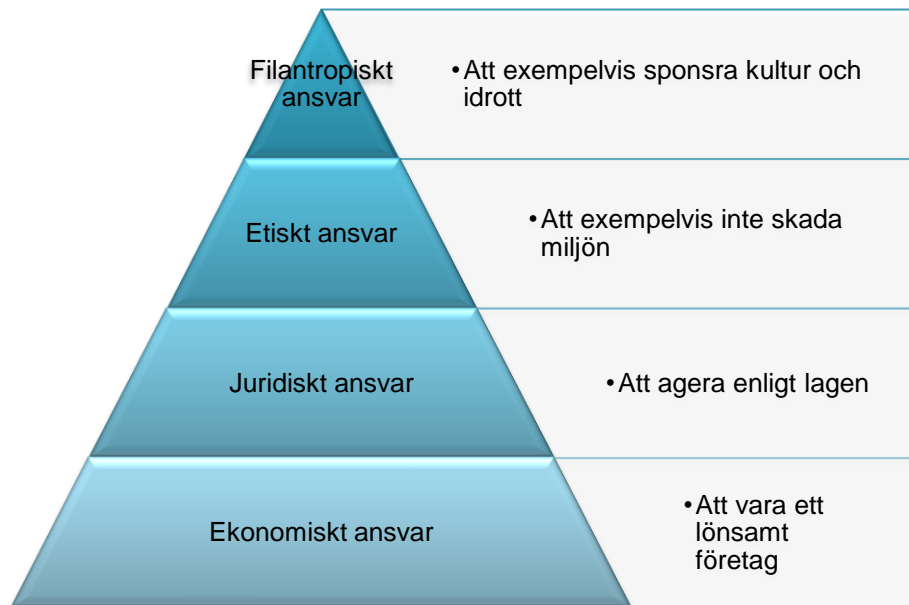 Filantropiskt
ansvar
•Att exempelvis sponsra kultur och
idrott
Etiskt ansvar
•Att exempelvis inte skada
miljön
Juridiskt ansvar
•Att agera enligt lagen
Ekonomiskt ansvar
•Att vara ett
lönsamt
företag